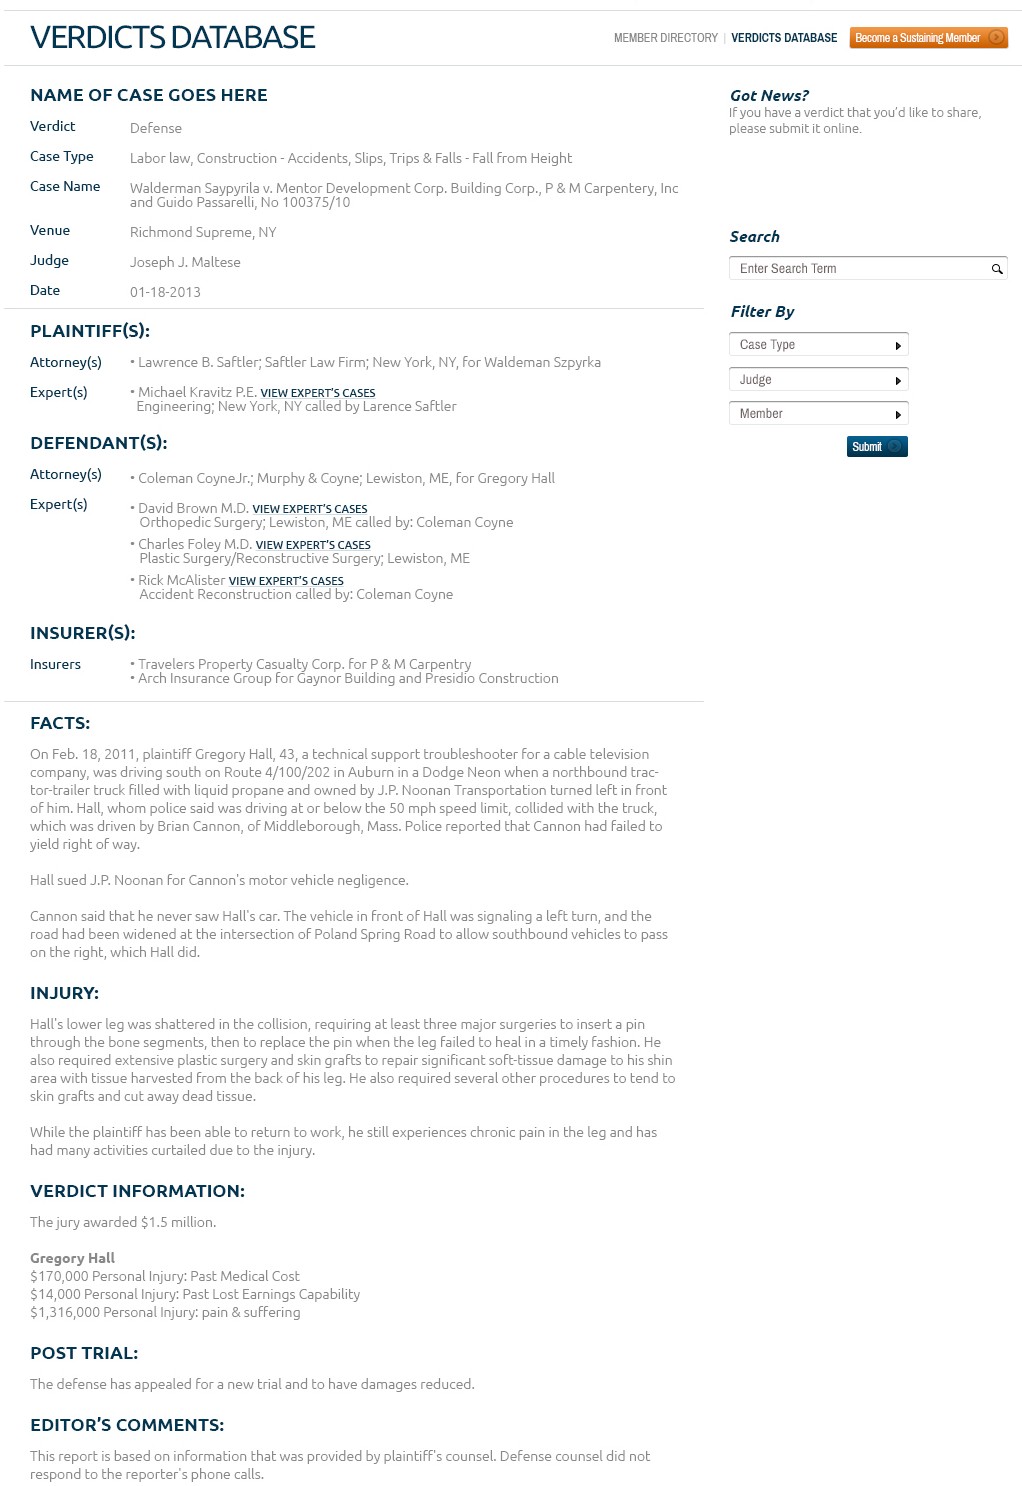 VERDICTS DATABASE
MEMBER DIRECTORY | VERDICTS DATABASE
Become a Sustaining Member
NAME OF CASE GOES HERE
Verdict Defense
Case Type Labor law, Construction - Accidents, Slips, Trips & Falls - Fall from Height
Case Name Walderman Saypyrila v. Mentor Development Corp. Building Corp., P & M Carpentery, Inc
and Guido Passarelli, No 100375/10
Venue Richmond Supreme, NY
Judge Joseph J. Maltese
Date 01-18-2013
PLAINTIFF(S):
Attorney(s) • Lawrence B. Saftler; Saftler Law Firm; New York, NY, for Waldeman Szpyrka
Expert(s) • Michael Kravitz P.E. VIEW EXPERT'S CASES
Engineering; New York, NY called by Larence Saftler
DEFENDANT(S):
Attorney(s) • Coleman CoyneJr.; Murphy & Coyne; Lewiston, ME, for Gregory Hall
Expert(s) • David Brown M.D. VIEW EXPERT'S CASES
Orthopedic Surgery; Lewiston, ME called by: Coleman Coyne
• Charles Foley M.D. VIEW EXPERT'S CASES
Plastic Surgery/Reconstructive Surgery; Lewiston, ME
• Rick McAlister VIEW EXPERT'S CASES
Accident Reconstruction called by: Coleman Coyne
INSURER(S):
Insurers • Travelers Property Casualty Corp. for P & M Carpentry
• Arch Insurance Group for Gaynor Building and Presidio Construction
FACTS:
On Feb. 18, 2011, plaintiff Gregory Hall, 43, a technical support troubleshooter for a cable television
company, was driving south on Route 4/100/202 in Auburn in a Dodge Neon when a northbound trac-
tor-trailer truck filled with liquid propane and owned by J.P. Noonan Transportation turned left in front
of him. Hall, whom police said was driving at or below the 50 mph speed limit, collided with the truck,
which was driven by Brian Cannon, of Middleborough, Mass. Police reported that Cannon had failed to
yield right of way.
Hall sued J.P. Noonan for Cannon's motor vehicle negligence.
Cannon said that he never saw Hall's car. The vehicle in front of Hall was signaling a left turn, and the
road had been widened at the intersection of Poland Spring Road to allow southbound vehicles to pass
on the right, which Hall did.
INJURY:
Hall's lower leg was shattered in the collision, requiring at least three major surgeries to insert a pin
through the bone segments, then to replace the pin when the leg failed to heal in a timely fashion. He
also required extensive plastic surgery and skin grafts to repair significant soft-tissue damage to his shin
area with tissue harvested from the back of his leg. He also required several other procedures to tend to
skin grafts and cut away dead tissue.
While the plaintiff has been able to return to work, he still experiences chronic pain in the leg and has
had many activities curtailed due to the injury.
VERDICT INFORMATION:
The jury awarded $1.5 million.
Gregory Hall
$170,000 Personal Injury: Past Medical Cost
$14,000 Personal Injury: Past Lost Earnings Capability
$1,316,000 Personal Injury: pain & suffering
POST TRIAL:
The defense has appealed for a new trial and to have damages reduced.
EDITOR'S COMMENTS:
This report is based on information that was provided by plaintiff's counsel. Defense counsel did not
respond to the reporter's phone calls.
Got News?
If you have a verdict that you'd like to share,
please submit it online.
Search
Enter Search Term
Filter By
Case Type
Judge
Member
Submit